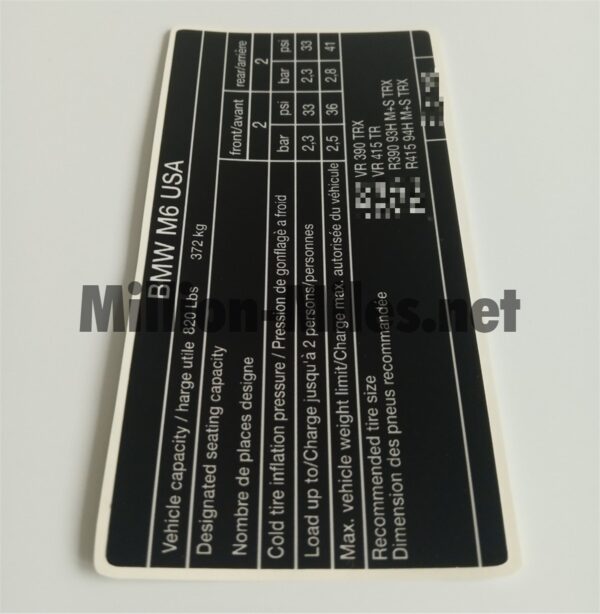 BMW M6 USA
Vehicle capacity / harge utile 820 Lbs 372 kg
Designated seating capacity front/avant rear/arriére
Nombre de places designe 2 2
Cold tire inflation pressure / Pression de gonflagé a froid bar psi bar psi
Load up to/Charge jusqu'à 2 persons/personnes 2,3 33 2,3 33
Max. vehicle weight limit/Charge max. autorisée du véhicule 2,5 36 2,8 41
Recommended tire size VR 390 TRX
Dimension des pneus recommandée VR 415 TR
R390 93H M+S TRX
R415 94H M+S TRX
Million-Miles.net